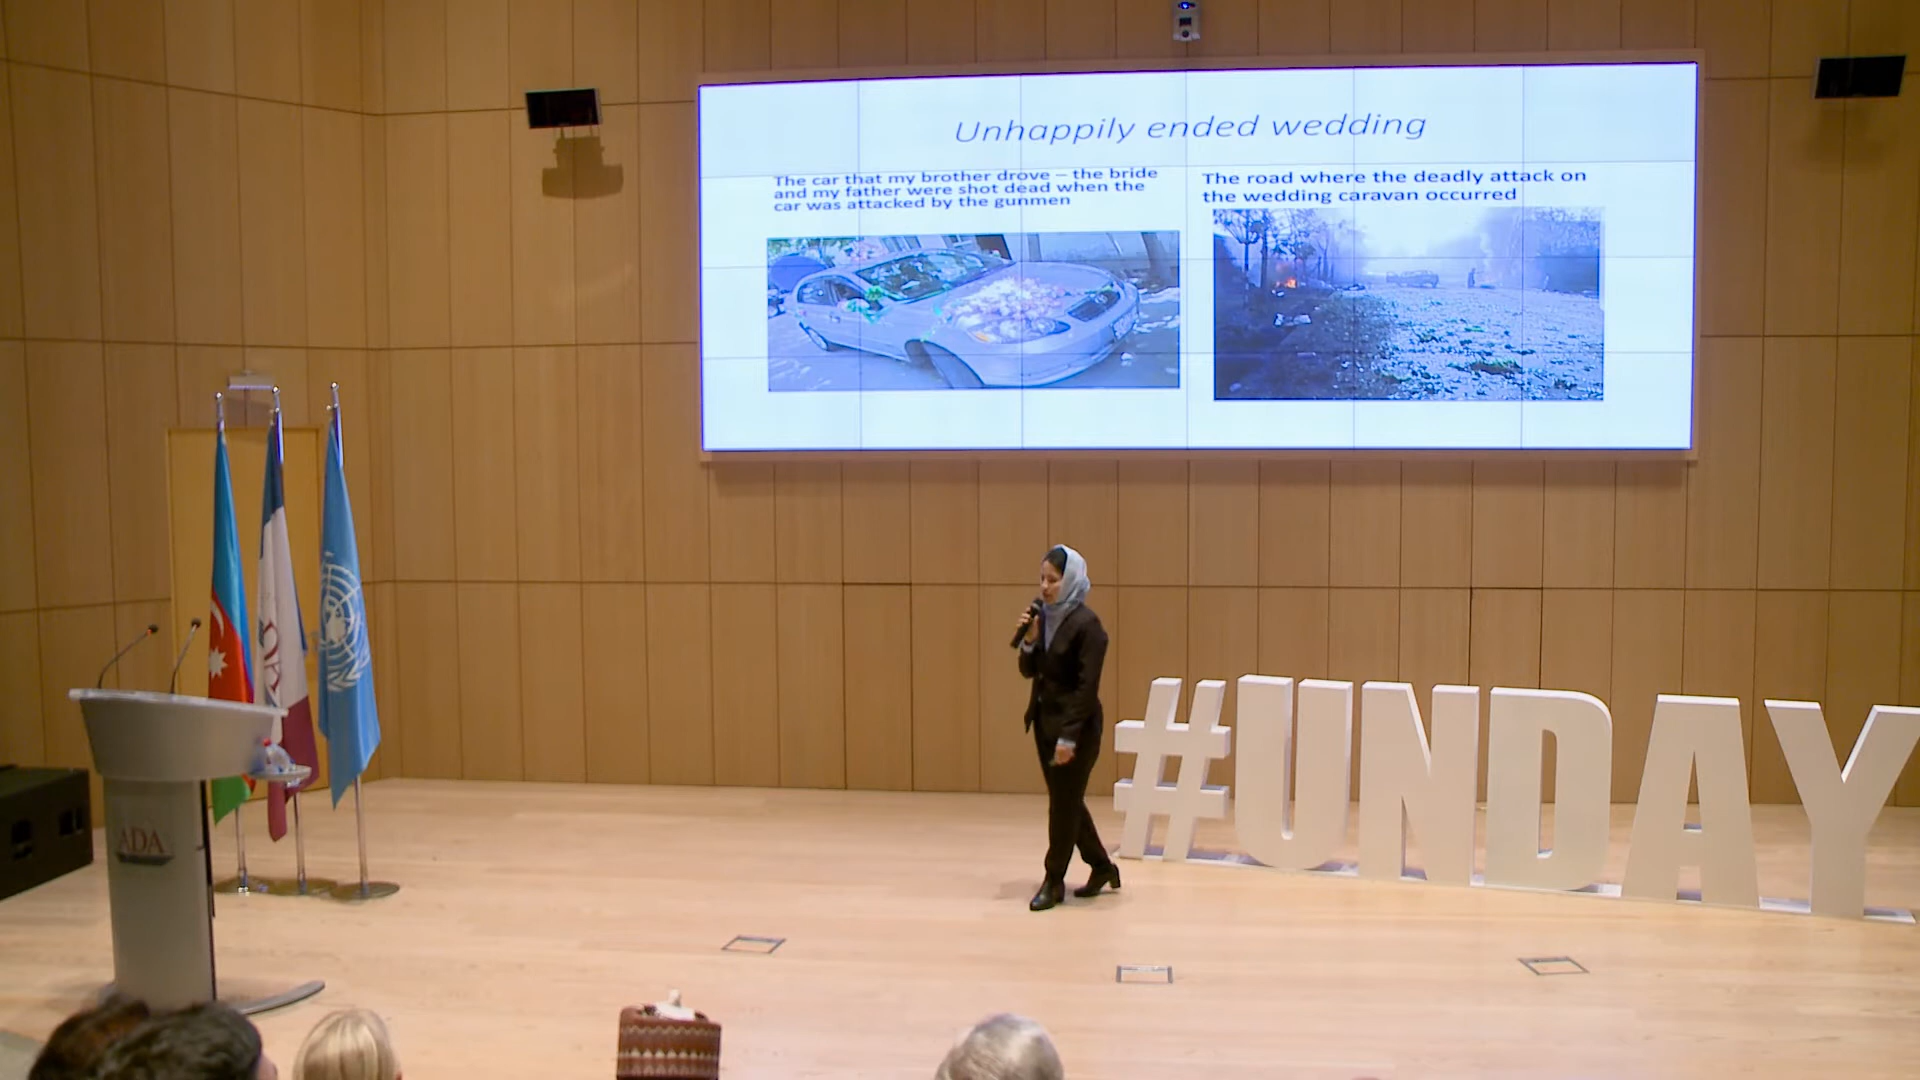 Unhappily ended wedding
The car that my brother drove – the bride
and my father were shot dead when the
car was attacked by the gunmen
The road where the deadly attack on
the wedding caravan occurred
#UNDAY
ADA